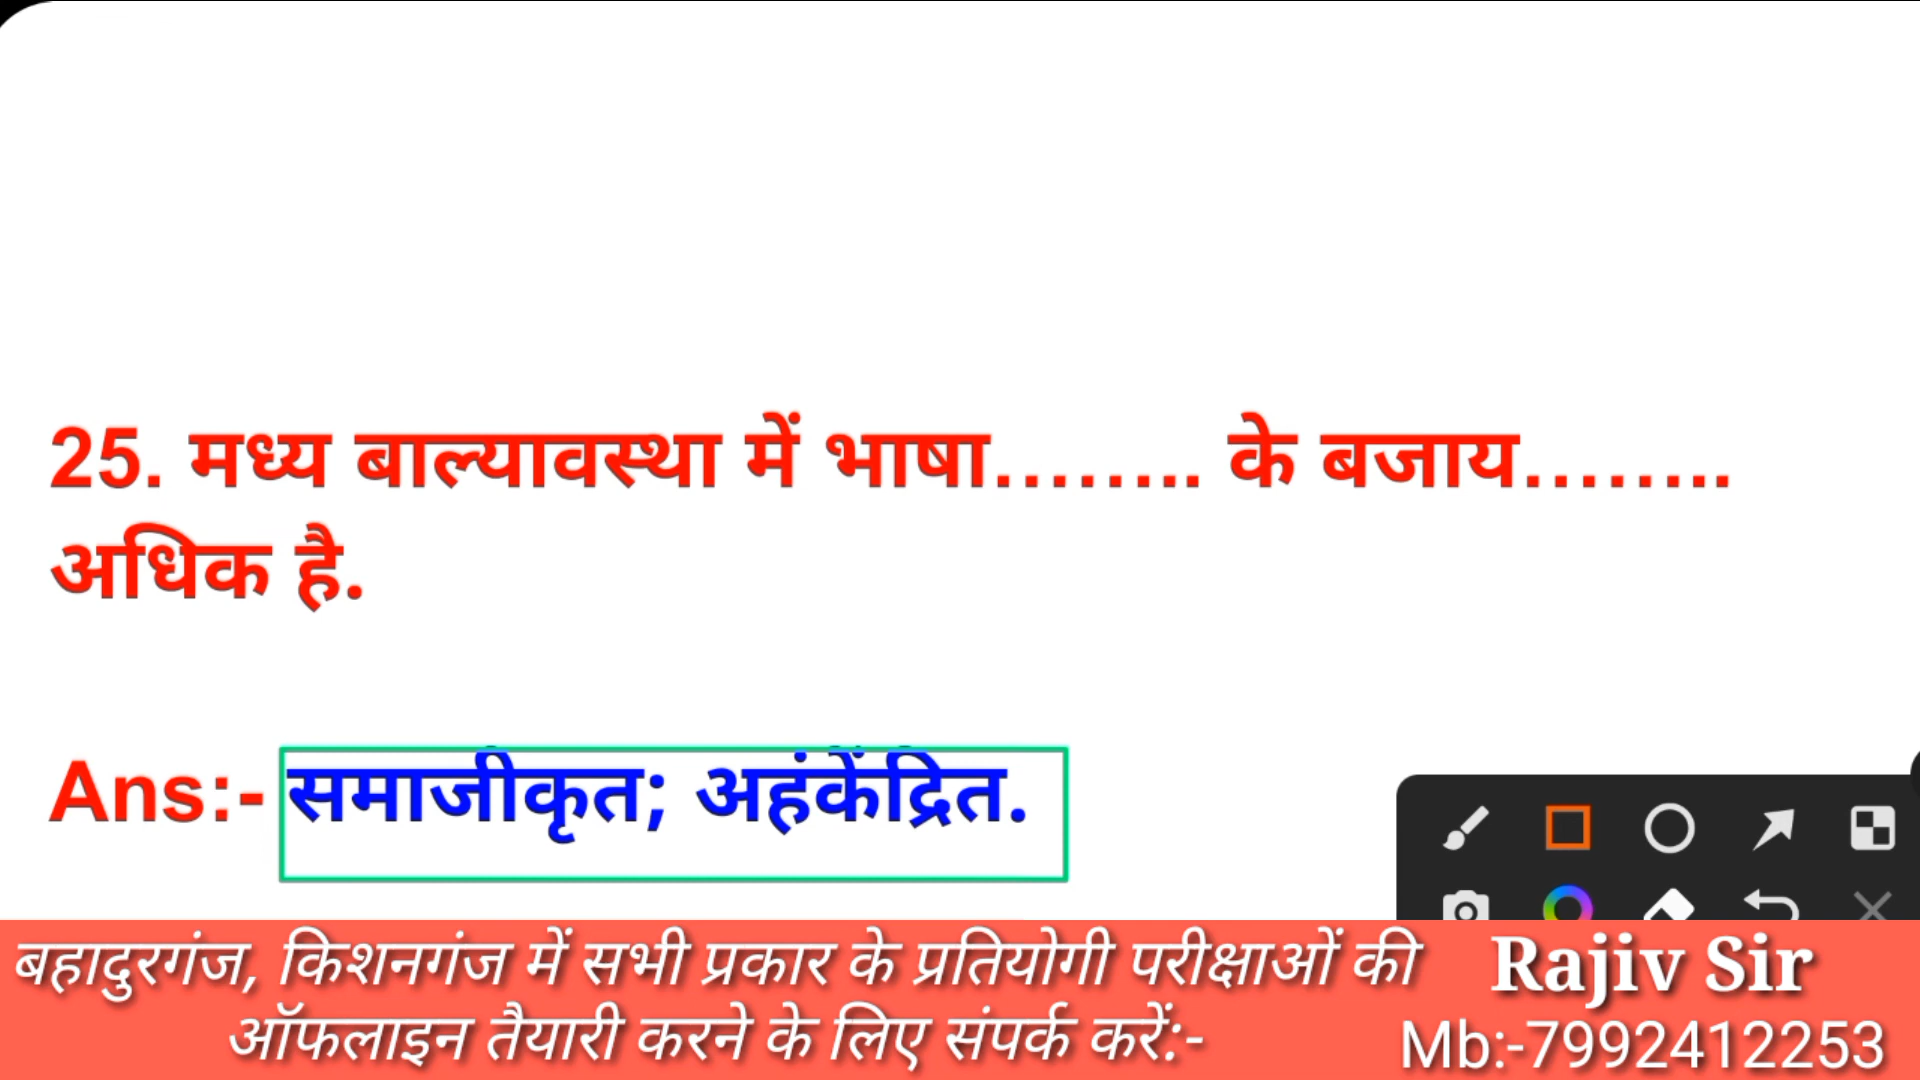 25. मध्य बाल्यावस्था में भाषा…….. के बजाय……..
अधिक है.
Ans:- समाजीकृत; अहंकेंद्रित.
बहादुरगंज, किशनगंज में सभी प्रकार के प्रतियोगी परीक्षाओं की
ऑफलाइन तैयारी करने के लिए संपर्क करें:-
Rajiv Sir
Mb:-7992412253